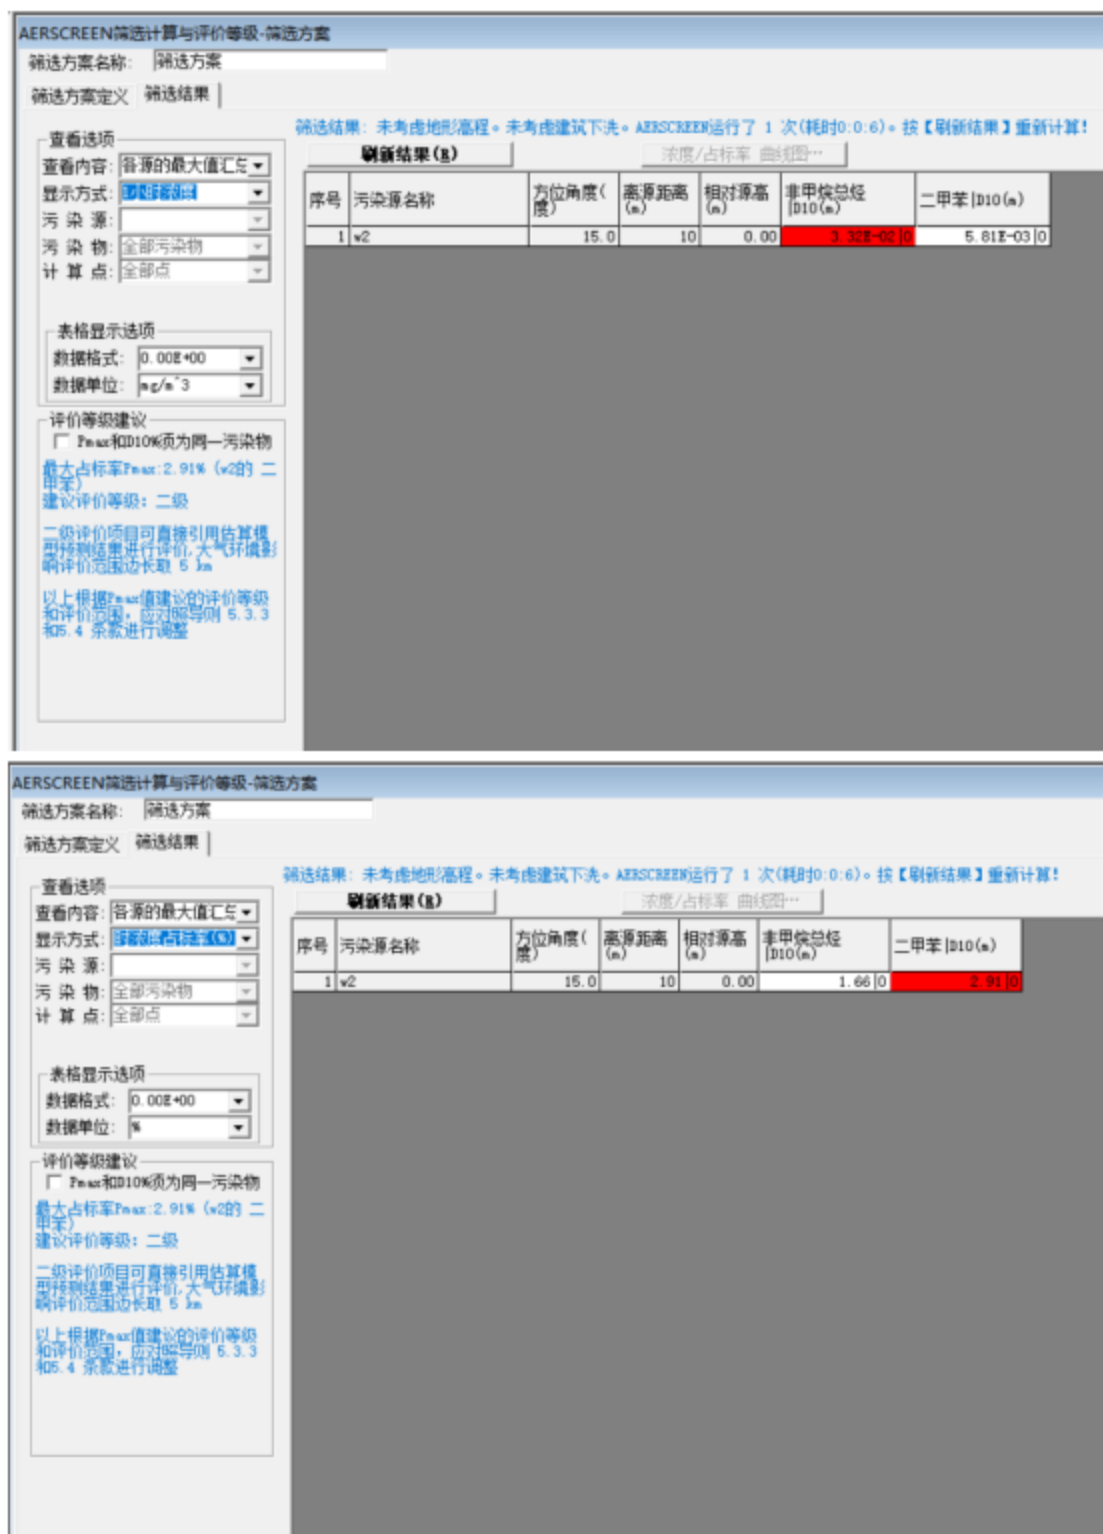 AERSCREEN筛选计算与评价等级-筛选方案
筛选方案名称: 筛选方案
筛选方案定义 筛选结果
筛选结果: 未考虑地形高程。未考虑建筑下洗。AERSCREEN运行了 1 次(耗时0:0:6)。按【刷新结果】重新计算!
查看选项
刷新结果(R) 浓度/占标率 曲线图…
查看内容: 各源的最大值汇总
显示方式: 1小时浓度
污 染 源:
污 染 物: 全部污染物
计 算 点: 全部点
序号 污染源名称 方位角度(度) 离源距离(m) 相对源高(m) 非甲烷总烃|D10(m) 二甲苯|D10(m)
1 w2 15.0 10 0.00 3.32E-02|0 5.81E-03|0
表格显示选项
数据格式: 0.00E+00
数据单位: mg/m^3
评价等级建议
Pmax和D10%须为同一污染物
最大占标率Pmax:2.91% (w2的 二
甲苯)
建议评价等级: 二级
二级评价项目可直接引用估算模
型预测结果进行评价,大气环境影
响评价范围边长取 5 km
以上根据Pmax值建议的评价等级
和评价范围, 应对照导则 5.3.3
和5.4 条款进行调整
AERSCREEN筛选计算与评价等级-筛选方案
筛选方案名称: 筛选方案
筛选方案定义 筛选结果
筛选结果: 未考虑地形高程。未考虑建筑下洗。AERSCREEN运行了 1 次(耗时0:0:6)。按【刷新结果】重新计算!
查看选项
刷新结果(R) 浓度/占标率 曲线图…
查看内容: 各源的最大值汇总
显示方式: 时浓度占标率(%)
污 染 源:
污 染 物: 全部污染物
计 算 点: 全部点
序号 污染源名称 方位角度(度) 离源距离(m) 相对源高(m) 非甲烷总烃|D10(m) 二甲苯|D10(m)
1 w2 15.0 10 0.00 1.66|0 2.91|0
表格显示选项
数据格式: 0.00E+00
数据单位: %
评价等级建议
Pmax和D10%须为同一污染物
最大占标率Pmax:2.91% (w2的 二
甲苯)
建议评价等级: 二级
二级评价项目可直接引用估算模
型预测结果进行评价,大气环境影
响评价范围边长取 5 km
以上根据Pmax值建议的评价等级
和评价范围, 应对照导则 5.3.3
和5.4 条款进行调整